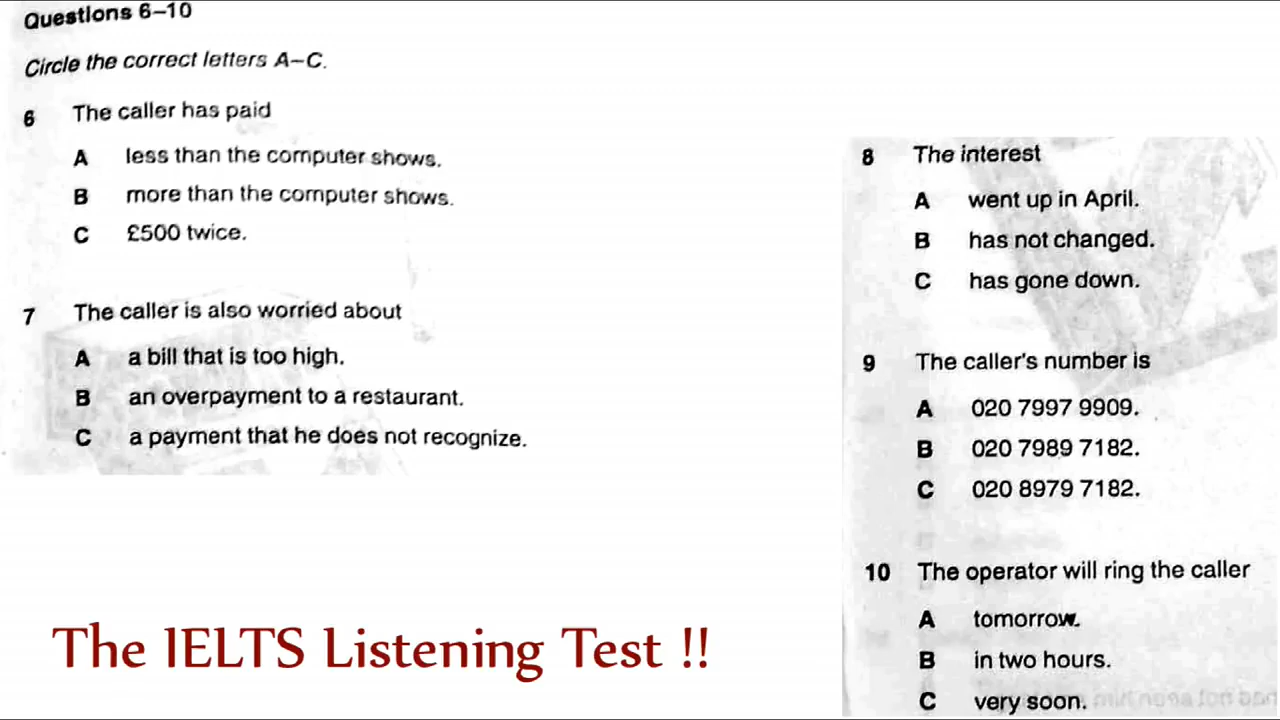 Questions 6–10
Circle the correct letters A–C.
6 The caller has paid
A less than the computer shows.
B more than the computer shows.
C £500 twice.
7 The caller is also worried about
A a bill that is too high.
B an overpayment to a restaurant.
C a payment that he does not recognize.
8 The interest
A went up in April.
B has not changed.
C has gone down.
9 The caller's number is
A 020 7997 9909.
B 020 7989 7182.
C 020 8979 7182.
10 The operator will ring the caller
A tomorrow.
B in two hours.
C very soon.
The IELTS Listening Test !!